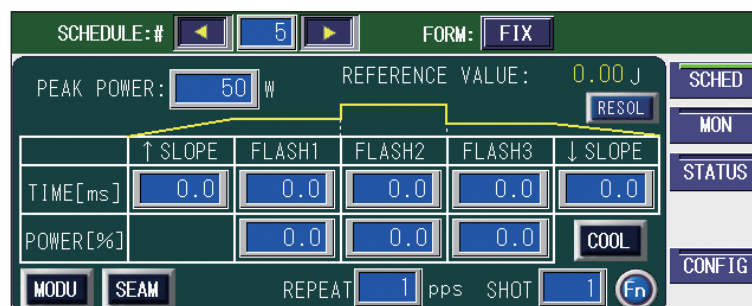 SCHEDULE:# ◀ 5 ▶ FORM: FIX
PEAK POWER: 50 W REFERENCE VALUE: 0.00 J
RESOL
SCHED
MON
STATUS
CONFIG
↑ SLOPE FLASH1 FLASH2 FLASH3 ↓ SLOPE
TIME[ms] 0.0 0.0 0.0 0.0 0.0
POWER[%] 0.0 0.0 0.0 COOL
MODU SEAM REPEAT 1 pps SHOT 1 Fn